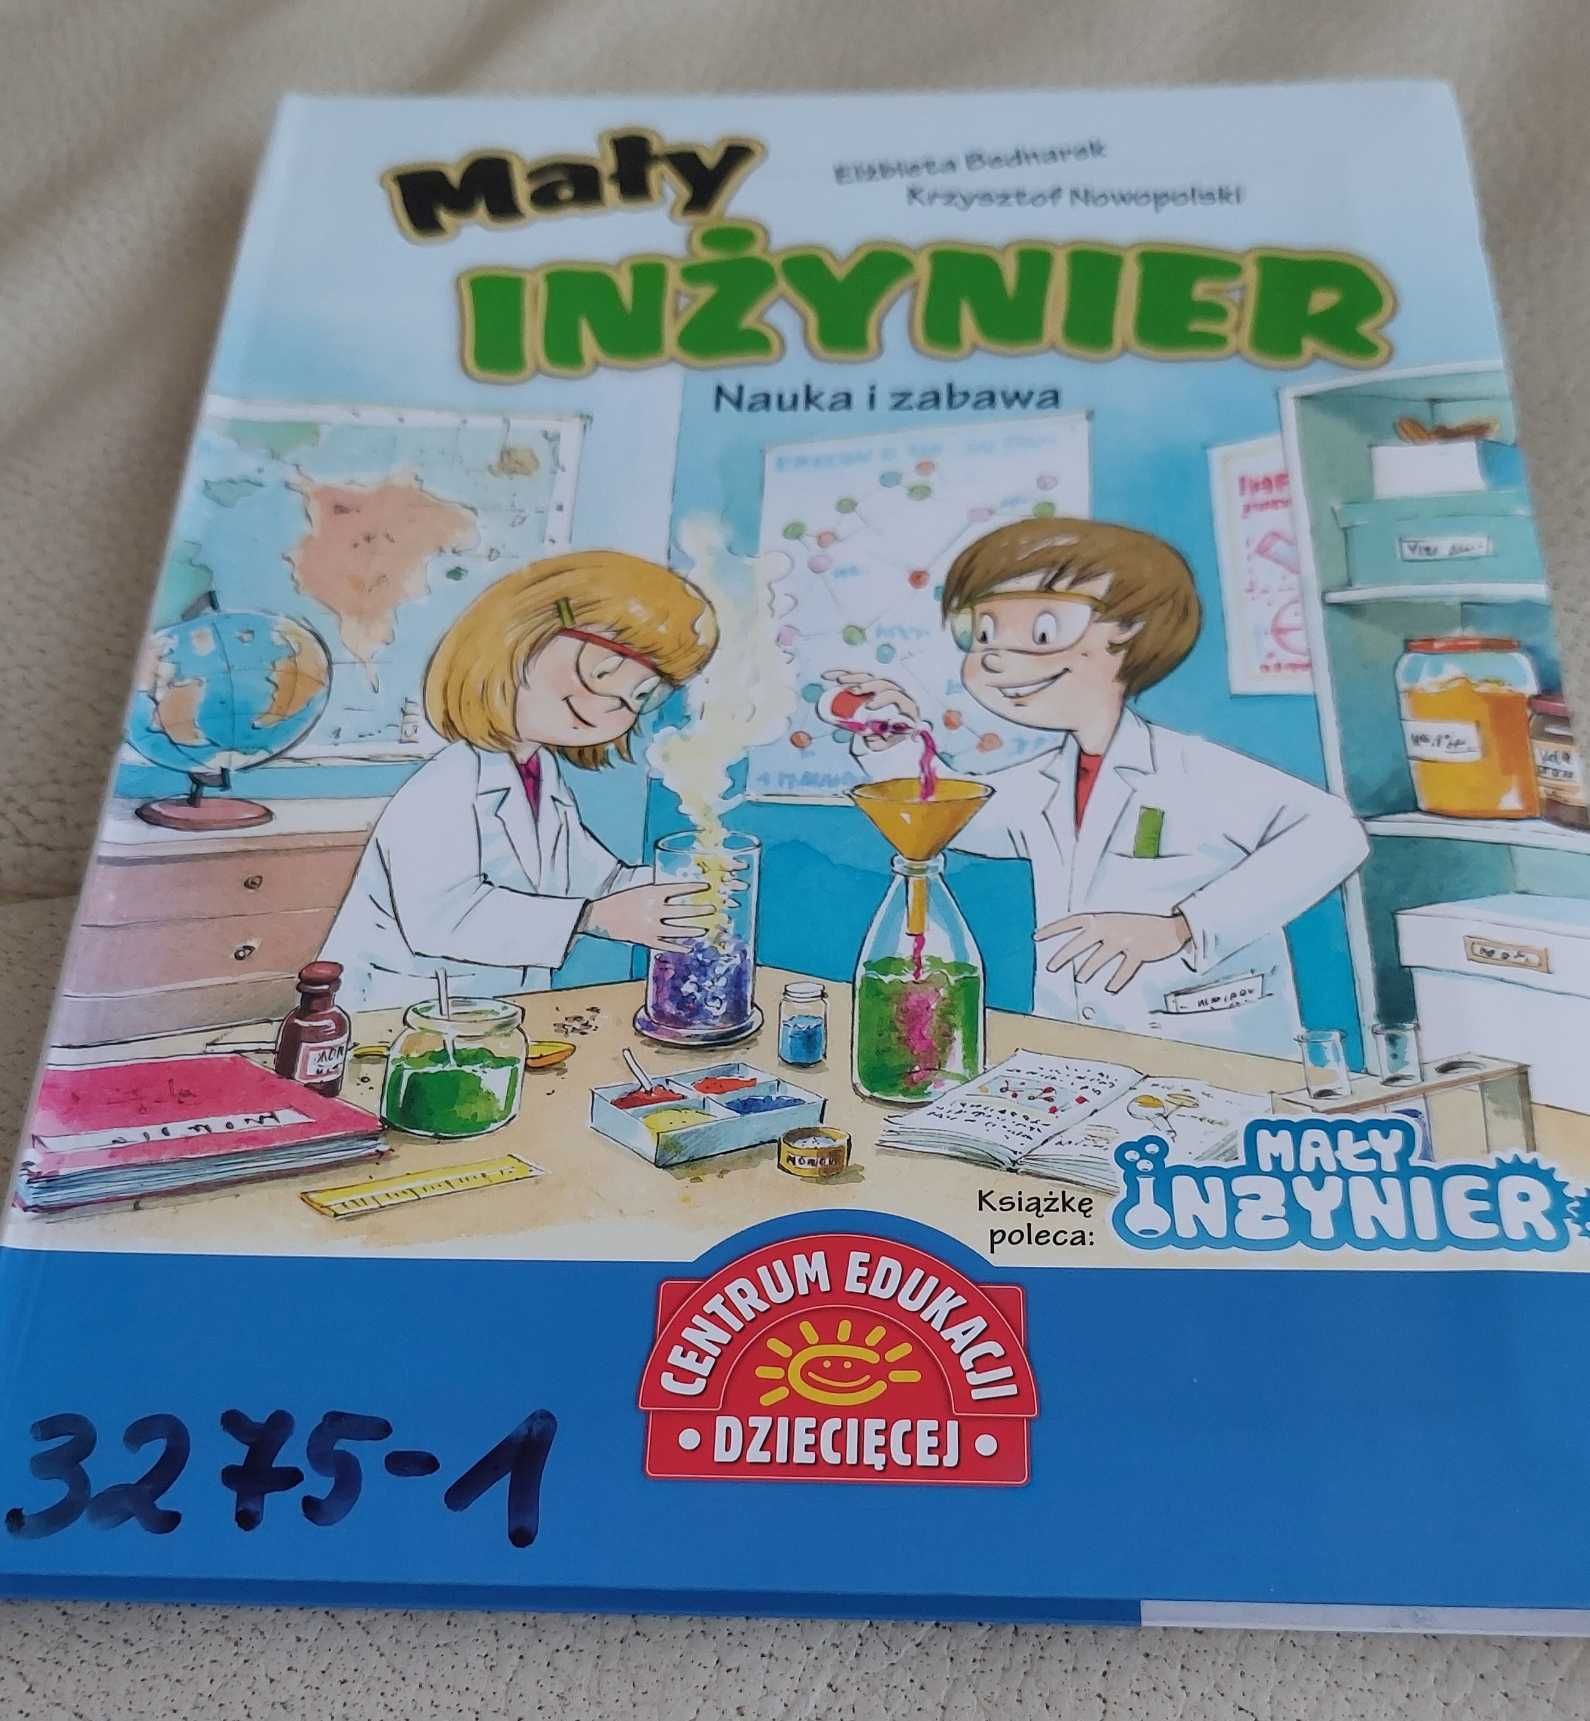 Mały
Elżbieta Bednarek
Krzysztof Nowopolski
INŻYNIER
Nauka i zabawa
Książkę
poleca:
MAŁY
INŻYNIER
CENTRUM EDUKACJI
• DZIECIĘCEJ •
3275-1